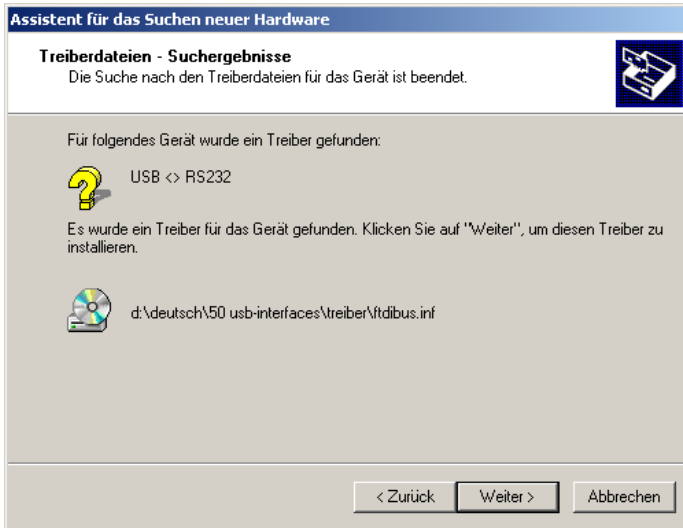 Assistent für das Suchen neuer Hardware
Treiberdateien - Suchergebnisse
Die Suche nach den Treiberdateien für das Gerät ist beendet.
Für folgendes Gerät wurde ein Treiber gefunden:
USB <> RS232
Es wurde ein Treiber für das Gerät gefunden. Klicken Sie auf "Weiter", um diesen Treiber zu
installieren.
d:\deutsch\50 usb-interfaces\treiber\ftdibus.inf
< Zurück
Weiter >
Abbrechen